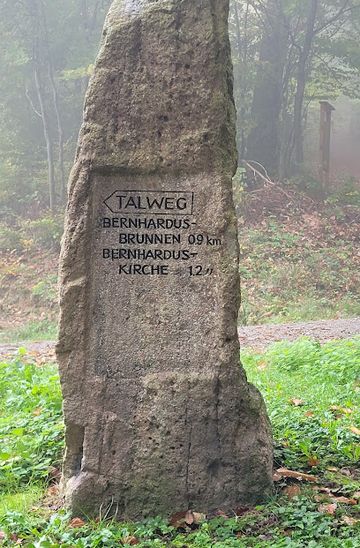 TALWEG
BERNHARDUS-
BRUNNEN 0.9 km
BERNHARDUS-
KIRCHE 1.2 "